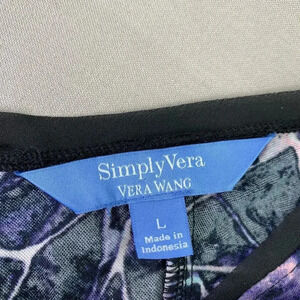 SimplyVera
VERA WANG
L
Made in
Indonesia